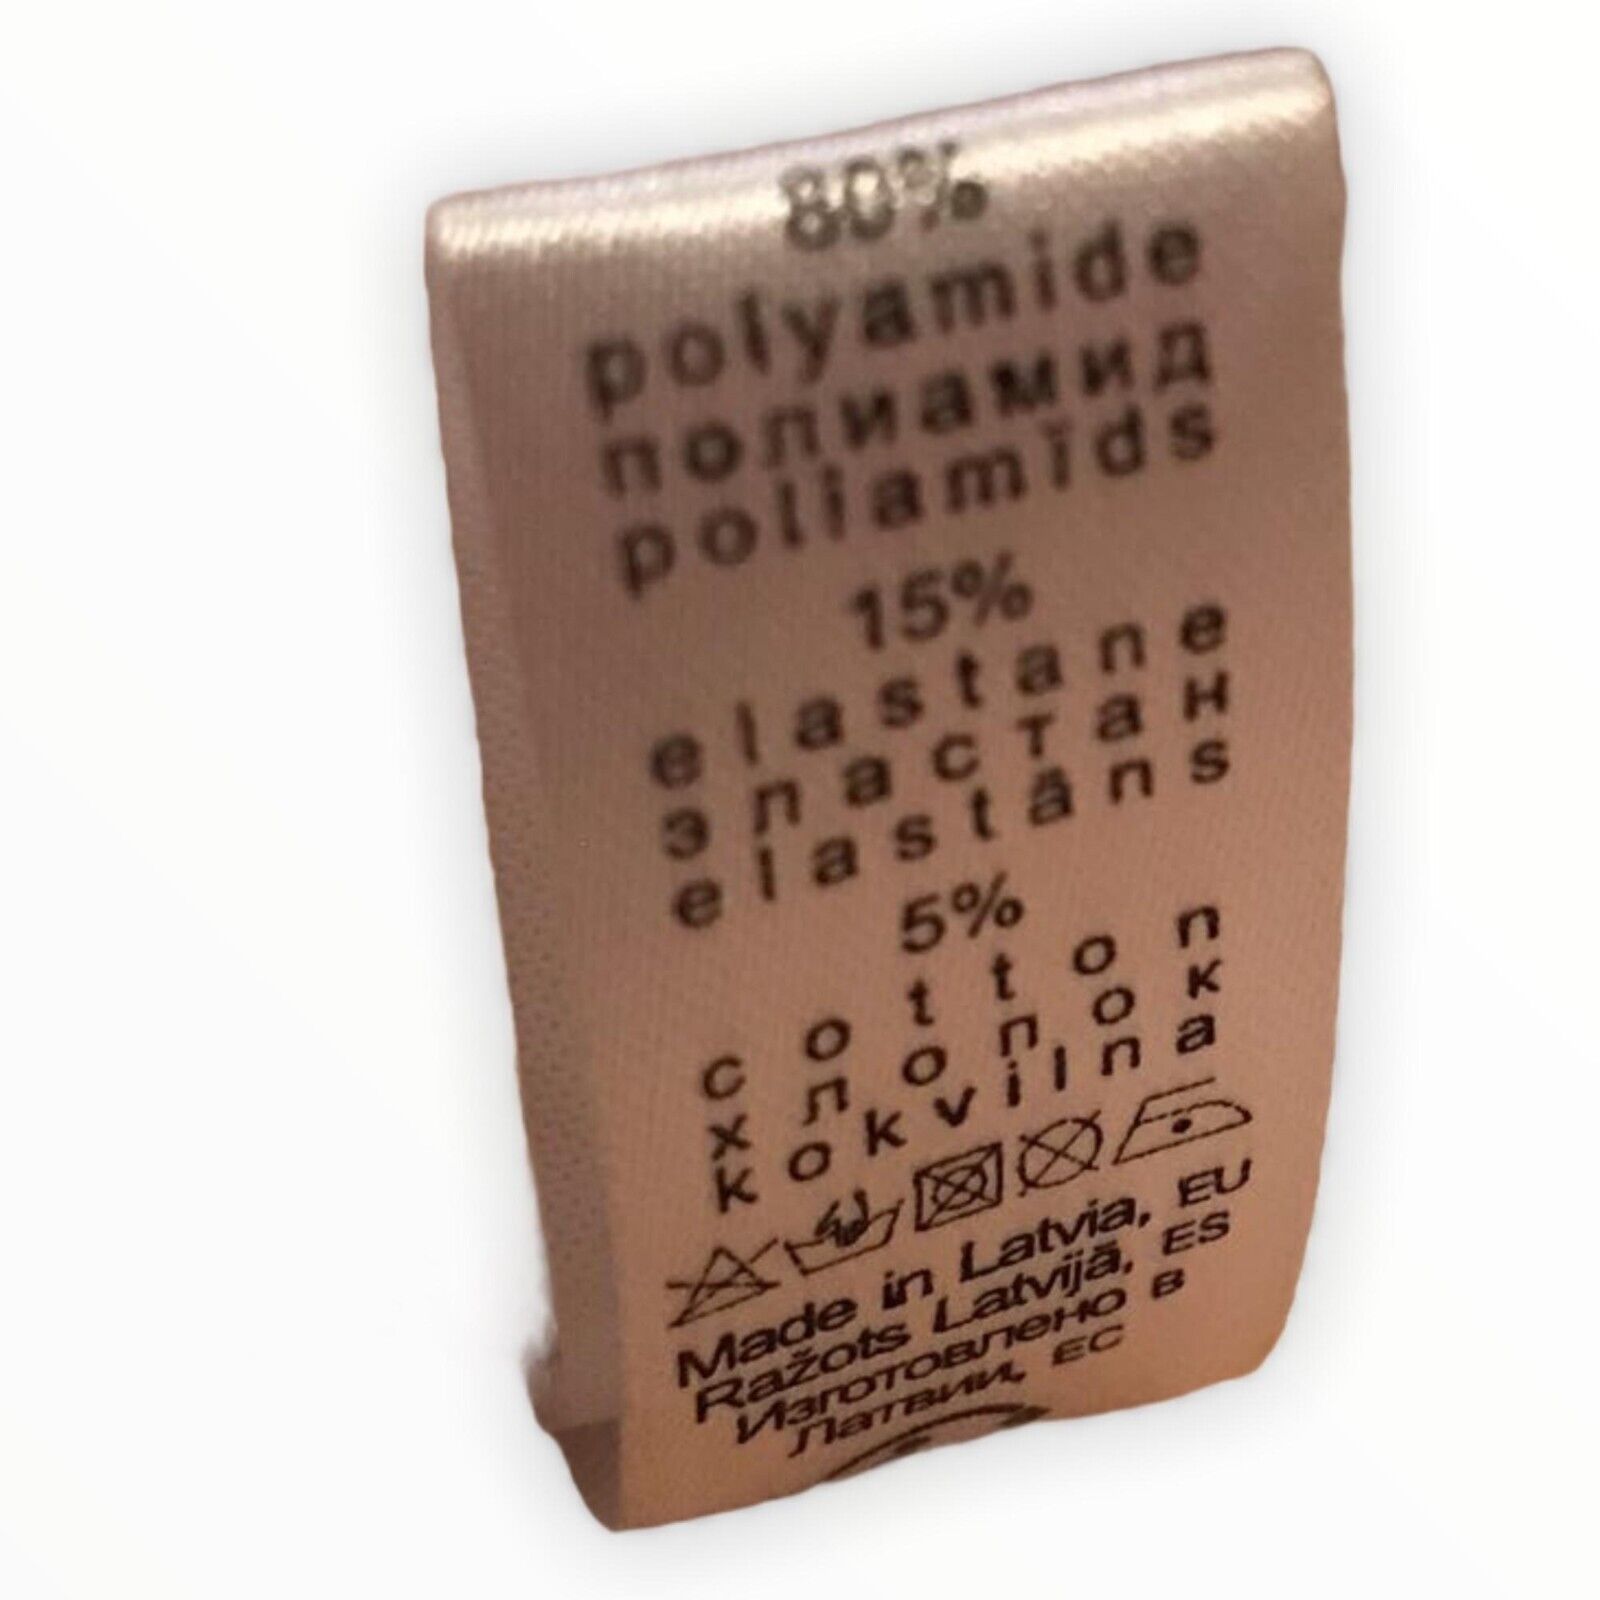 80%
polyamide
полиамид
poliamīds
15%
elastane
эластан
elastāns
5%
cotton
хлопок
kokvilna
Made in Latvia, EU
Ražots Latvijā, ES
Изготовлено в
Латвии, ЕС